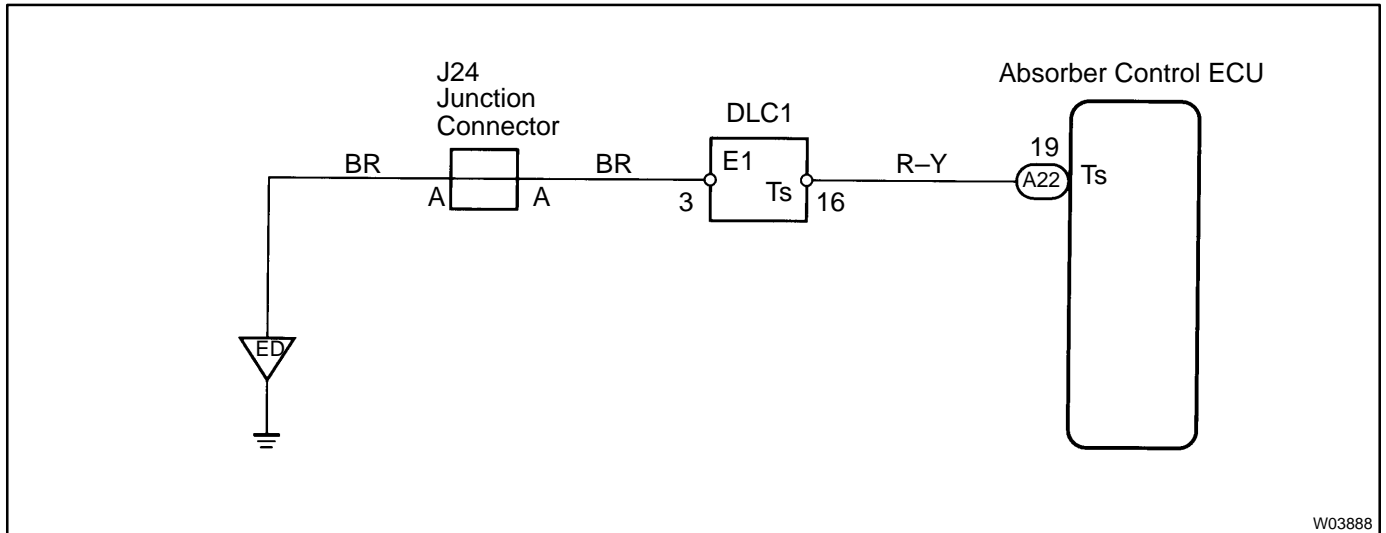 J24
Junction
Connector
Absorber Control ECU
DLC1
BR
BR
E1
R–Y
19
A22
Ts
A
A
3
Ts
16
ED
W03888